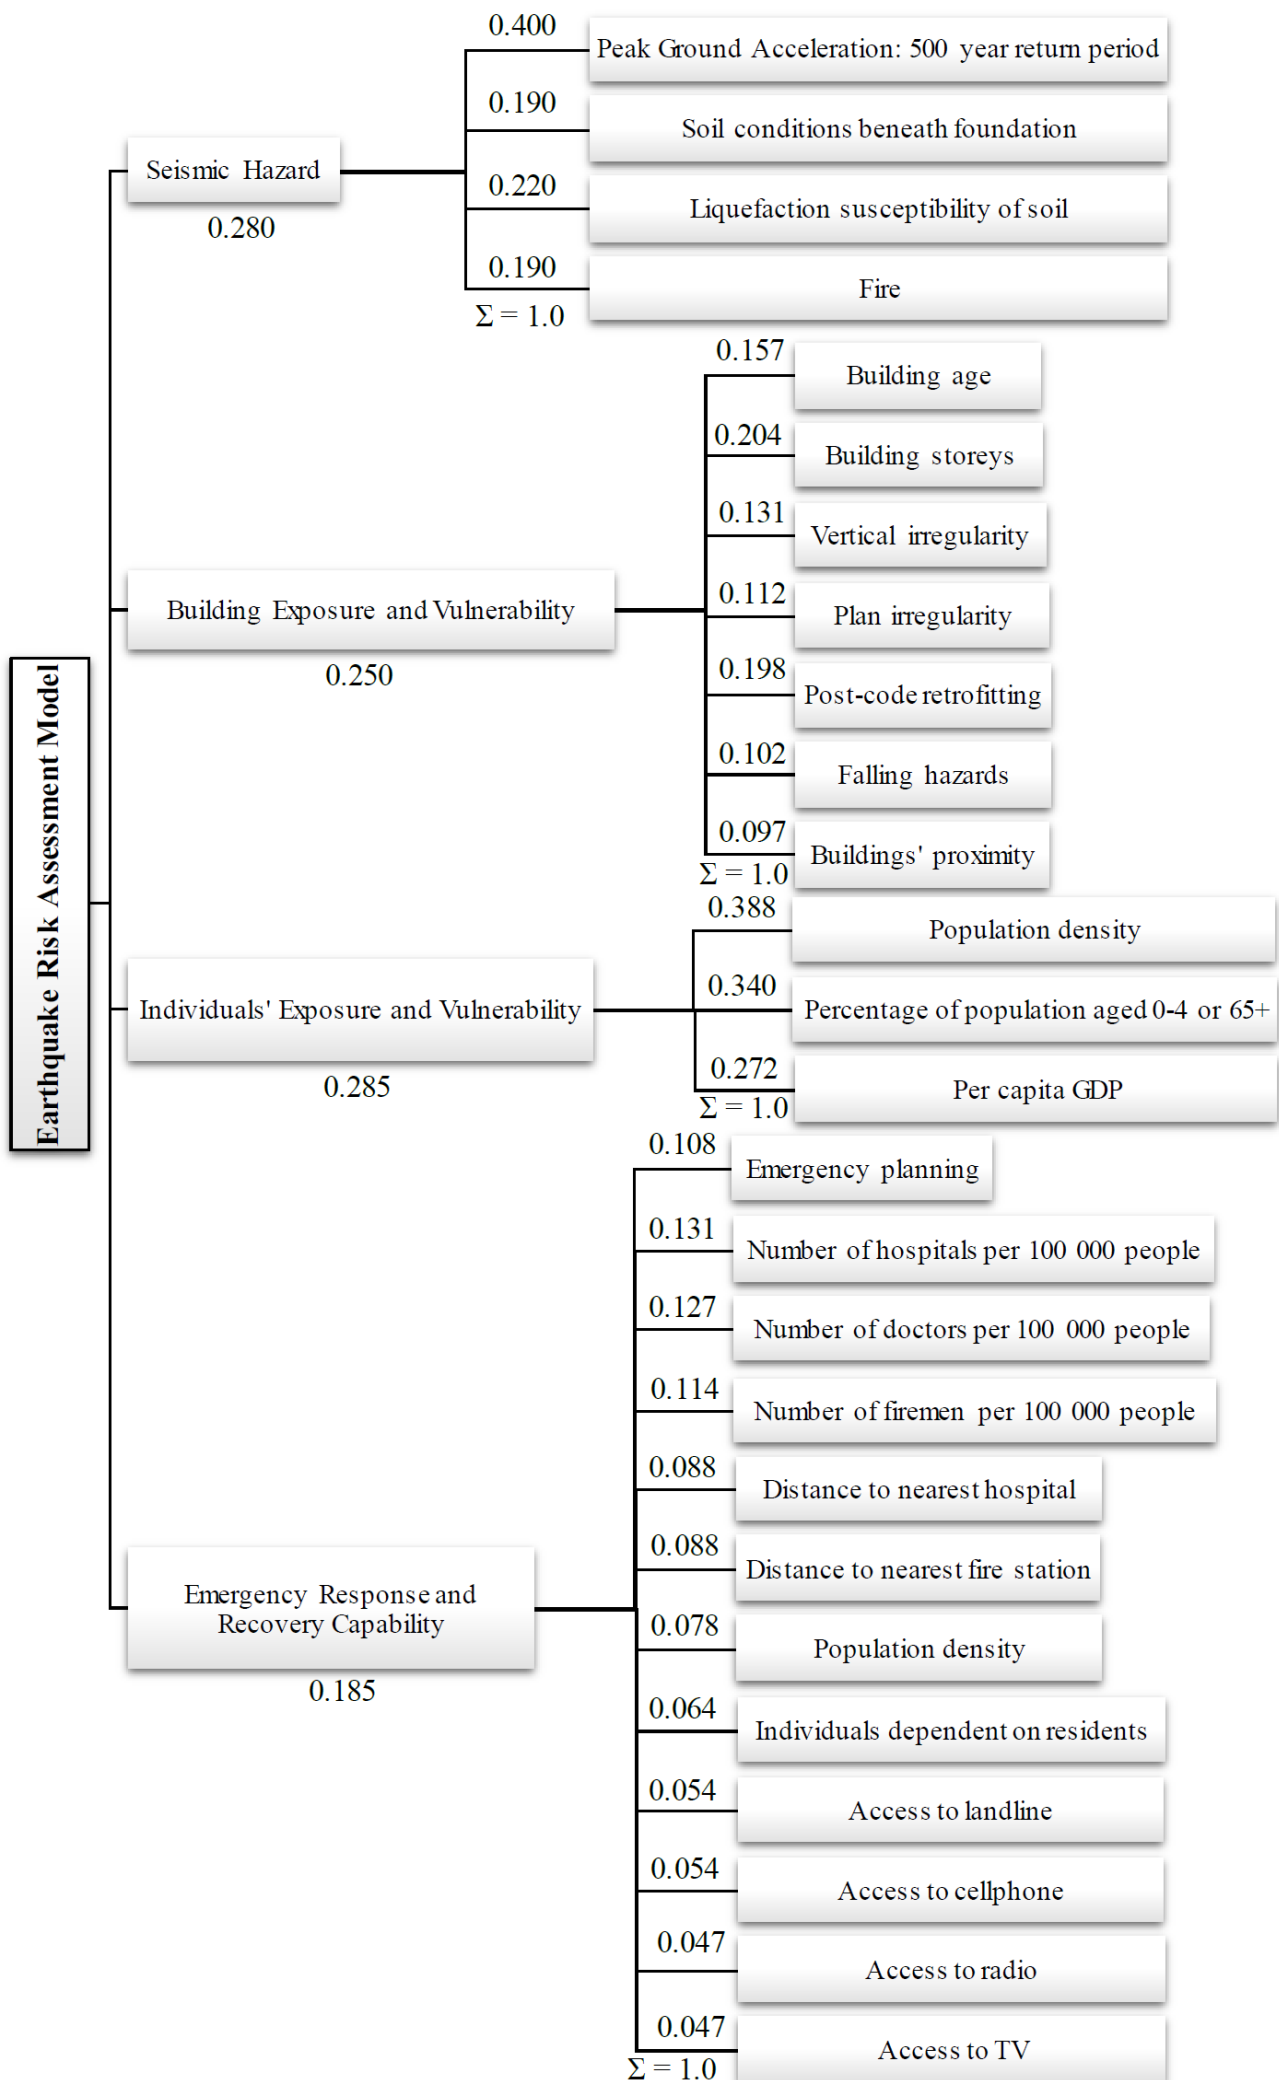 Earthquake Risk Assessment Model
Seismic Hazard
0.280
0.400
Peak Ground Acceleration: 500 year return period
0.190
Soil conditions beneath foundation
0.220
Liquefaction susceptibility of soil
0.190
Fire
Σ = 1.0
Building Exposure and Vulnerability
0.250
0.157
Building age
0.204
Building storeys
0.131
Vertical irregularity
0.112
Plan irregularity
0.198
Post-code retrofitting
0.102
Falling hazards
0.097
Buildings' proximity
Σ = 1.0
Individuals' Exposure and Vulnerability
0.285
0.388
Population density
0.340
Percentage of population aged 0-4 or 65+
0.272
Per capita GDP
Σ = 1.0
Emergency Response and
Recovery Capability
0.185
0.108
Emergency planning
0.131
Number of hospitals per 100 000 people
0.127
Number of doctors per 100 000 people
0.114
Number of firemen per 100 000 people
0.088
Distance to nearest hospital
0.088
Distance to nearest fire station
0.078
Population density
0.064
Individuals dependent on residents
0.054
Access to landline
0.054
Access to cellphone
0.047
Access to radio
0.047
Access to TV
Σ = 1.0